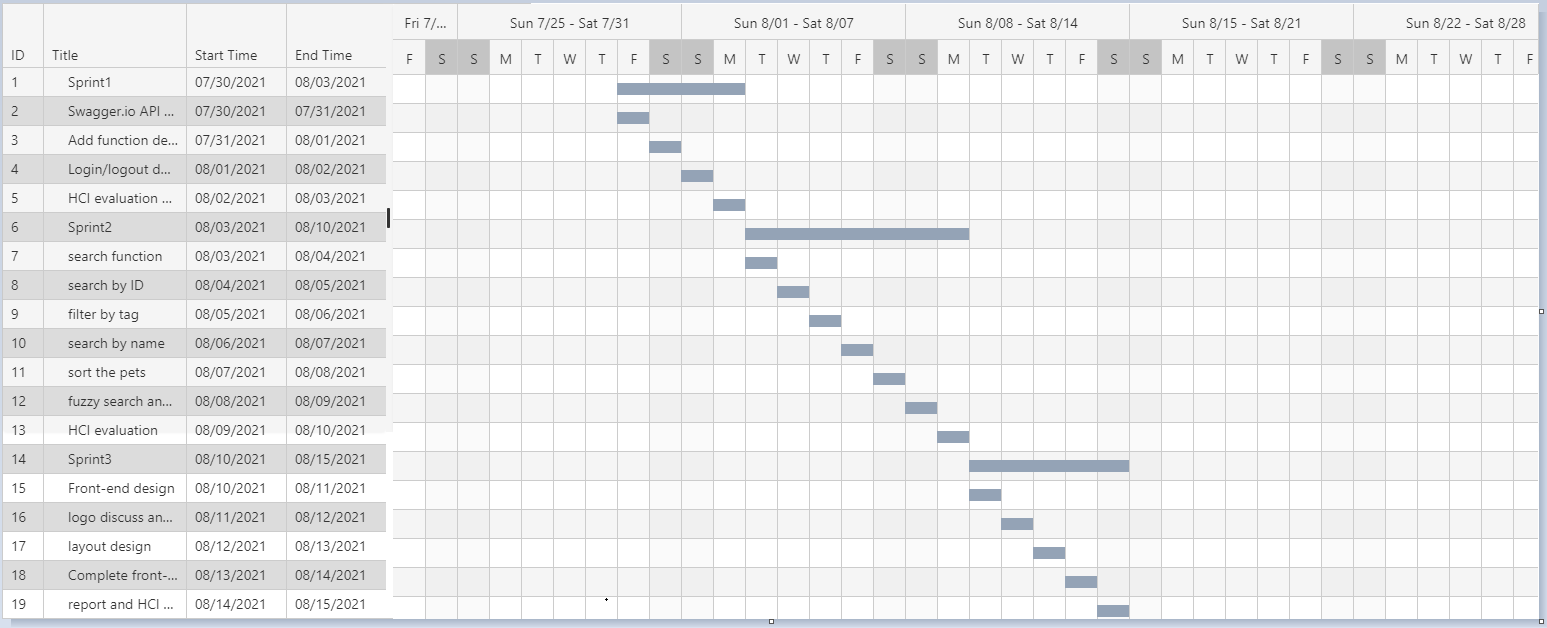 Fri 7/... Sun 7/25 - Sat 7/31 Sun 8/01 - Sat 8/07 Sun 8/08 - Sat 8/14 Sun 8/15 - Sat 8/21 Sun 8/22 - Sat 8/28
ID Title Start Time End Time F S S M T W T F S S M T W T F S S M T W T F S S M T W T F S S M T W T F
1 Sprint1 07/30/2021 08/03/2021
2 Swagger.io API ... 07/30/2021 07/31/2021
3 Add function de... 07/31/2021 08/01/2021
4 Login/logout d... 08/01/2021 08/02/2021
5 HCI evaluation ... 08/02/2021 08/03/2021
6 Sprint2 08/03/2021 08/10/2021
7 search function 08/03/2021 08/04/2021
8 search by ID 08/04/2021 08/05/2021
9 filter by tag 08/05/2021 08/06/2021
10 search by name 08/06/2021 08/07/2021
11 sort the pets 08/07/2021 08/08/2021
12 fuzzy search an... 08/08/2021 08/09/2021
13 HCI evaluation 08/09/2021 08/10/2021
14 Sprint3 08/10/2021 08/15/2021
15 Front-end design 08/10/2021 08/11/2021
16 logo discuss an... 08/11/2021 08/12/2021
17 layout design 08/12/2021 08/13/2021
18 Complete front-... 08/13/2021 08/14/2021
19 report and HCI ... 08/14/2021 08/15/2021